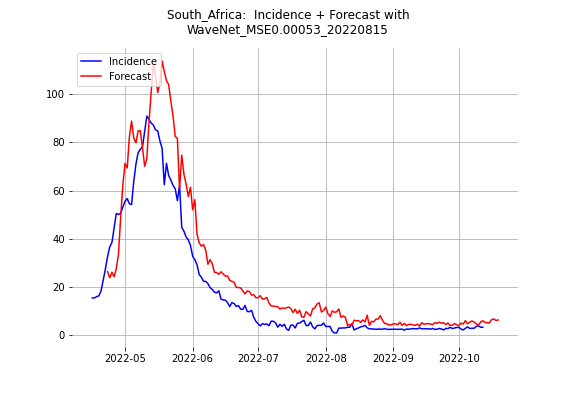 South_Africa:  Incidence + Forecast with
WaveNet_MSE0.00053_20220815
Incidence
Forecast
100
80
60
40
20
0
2022-05 2022-06 2022-07 2022-08 2022-09 2022-10